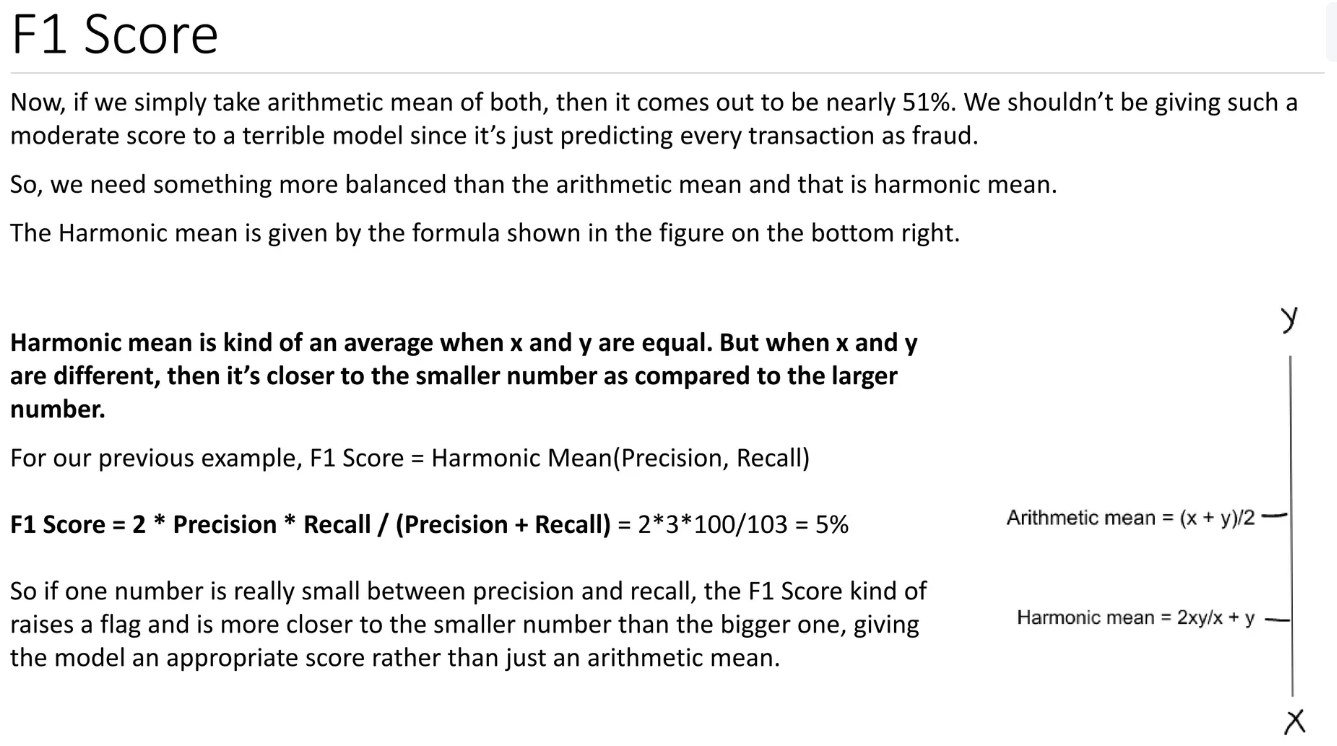 F1 Score
Now, if we simply take arithmetic mean of both, then it comes out to be nearly 51%. We shouldn’t be giving such a
moderate score to a terrible model since it’s just predicting every transaction as fraud.
So, we need something more balanced than the arithmetic mean and that is harmonic mean.
The Harmonic mean is given by the formula shown in the figure on the bottom right.
Harmonic mean is kind of an average when x and y are equal. But when x and y
are different, then it’s closer to the smaller number as compared to the larger
number.
For our previous example, F1 Score = Harmonic Mean(Precision, Recall)
F1 Score = 2 * Precision * Recall / (Precision + Recall) = 2*3*100/103 = 5%
So if one number is really small between precision and recall, the F1 Score kind of
raises a flag and is more closer to the smaller number than the bigger one, giving
the model an appropriate score rather than just an arithmetic mean.
y
Arithmetic mean = (x + y)/2
Harmonic mean = 2xy/x + y
x